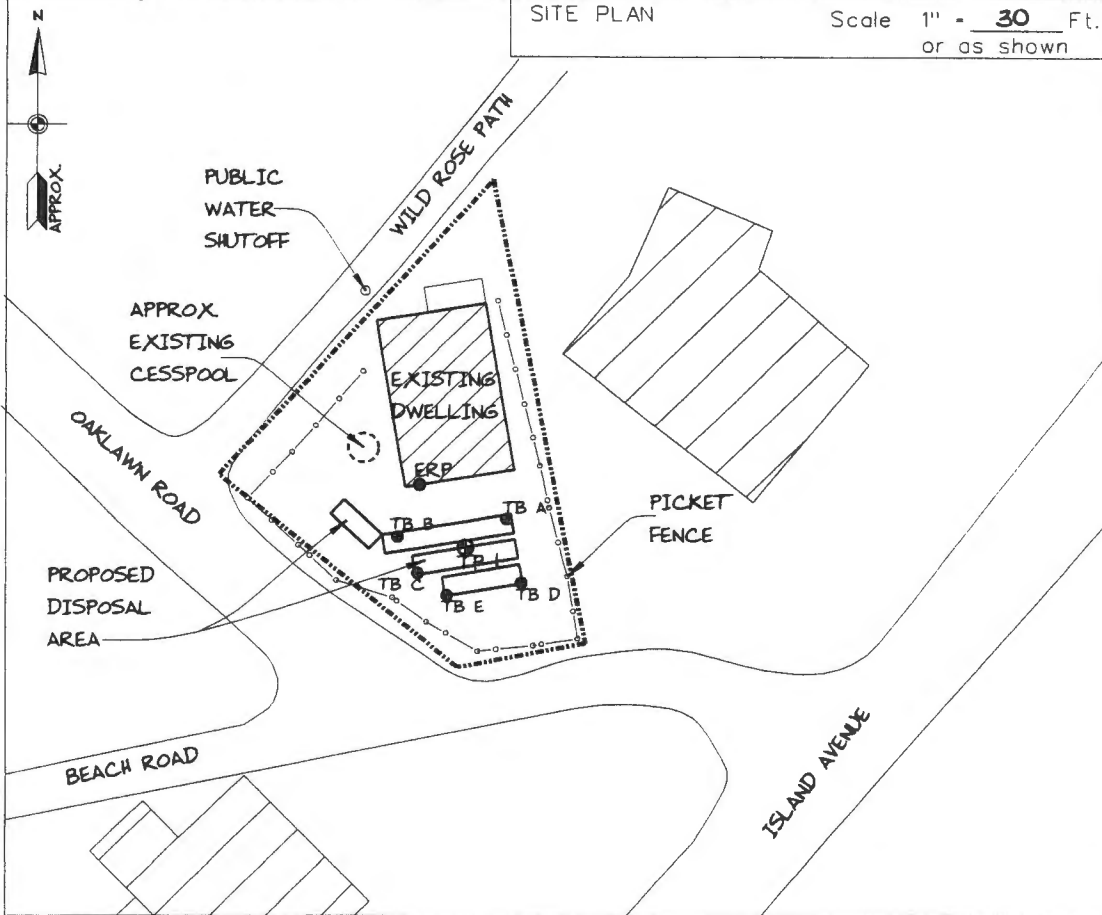 SITE PLAN
Scale 1" - 30 Ft.
or as shown
N
APPROX.
WILD ROSE PATH
PUBLIC
WATER
SHUTOFF
APPROX.
EXISTING
CESSPOOL
EXISTING
DWELLING
OAKLAWN ROAD
ERP
TB A
TB B
PICKET
FENCE
TP 1
TB C
TB D
TB E
PROPOSED
DISPOSAL
AREA
BEACH ROAD
ISLAND AVENUE